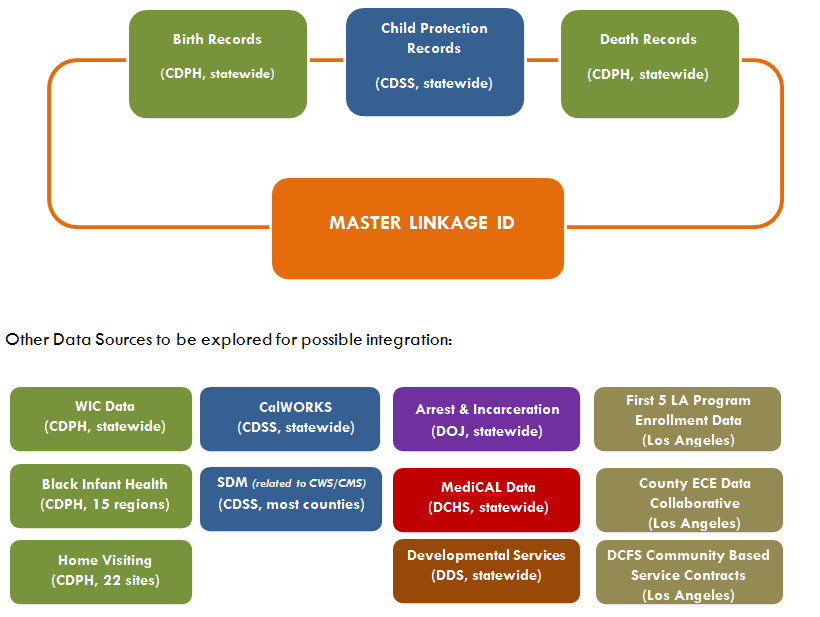 Birth Records
(CDPH, statewide)
Child Protection
Records
(CDSS, statewide)
Death Records
(CDPH, statewide)
MASTER LINKAGE ID
Other Data Sources to be explored for possible integration:
WIC Data
(CDPH, statewide)
CalWORKS
(CDSS, statewide)
Arrest & Incarceration
(DOJ, statewide)
First 5 LA Program
Enrollment Data
(Los Angeles)
Black Infant Health
(CDPH, 15 regions)
SDM (related to CWS/CMS)
(CDSS, most counties)
MediCAL Data
(DCHS, statewide)
County ECE Data
Collaborative
(Los Angeles)
Home Visiting
(CDPH, 22 sites)
Developmental Services
(DDS, statewide)
DCFS Community Based
Service Contracts
(Los Angeles)